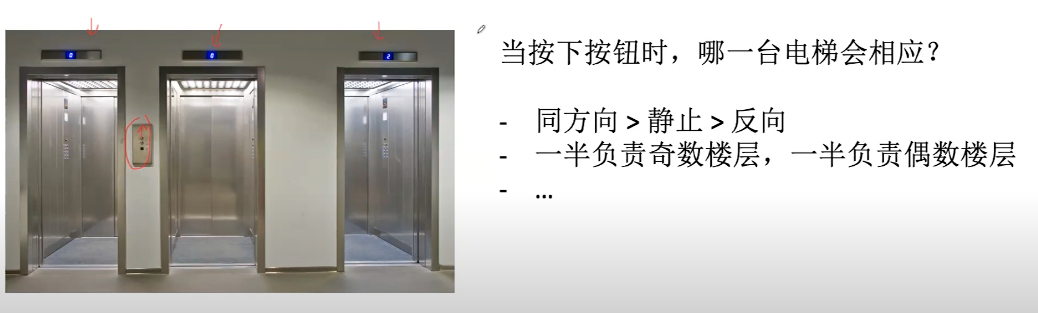 当按下按钮时，哪一台电梯会相应？
- 同方向 > 静止 > 反向
- 一半负责奇数楼层，一半负责偶数楼层
- ...
0
0
2